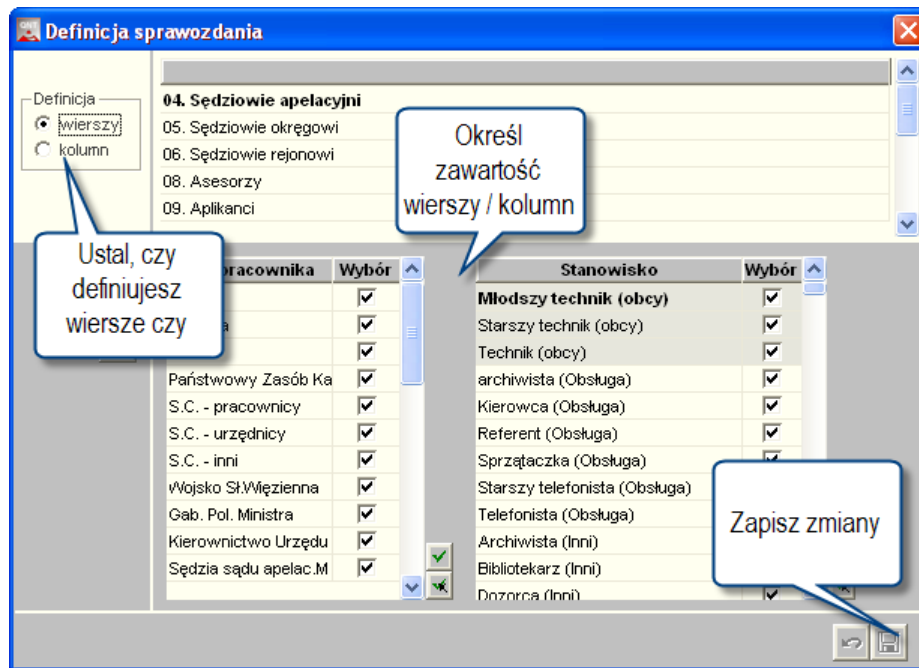 QNT
Definicja sprawozdania
Definicja
wierszy
kolumn
04. Sędziowie apelacyjni
05. Sędziowie okręgowi
06. Sędziowie rejonowi
08. Asesorzy
09. Aplikanci
Określ
zawartość
wierszy / kolumn
Ustal, czy
definiujesz
wiersze czy
pracownika Wybór
Państwowy Zasób Ka
S.C. - pracownicy
S.C. - urzędnicy
S.C. - inni
Wojsko Sł.Więzienna
Gab. Pol. Ministra
Kierownictwo Urzędu
Sędzia sądu apelac.M
Stanowisko Wybór
Młodszy technik (obcy)
Starszy technik (obcy)
Technik (obcy)
archiwista (Obsługa)
Kierowca (Obsługa)
Referent (Obsługa)
Sprzątaczka (Obsługa)
Starszy telefonista (Obsługa)
Telefonista (Obsługa)
Archiwista (Inni)
Bibliotekarz (Inni)
Dozorca (Inni)
Zapisz zmiany